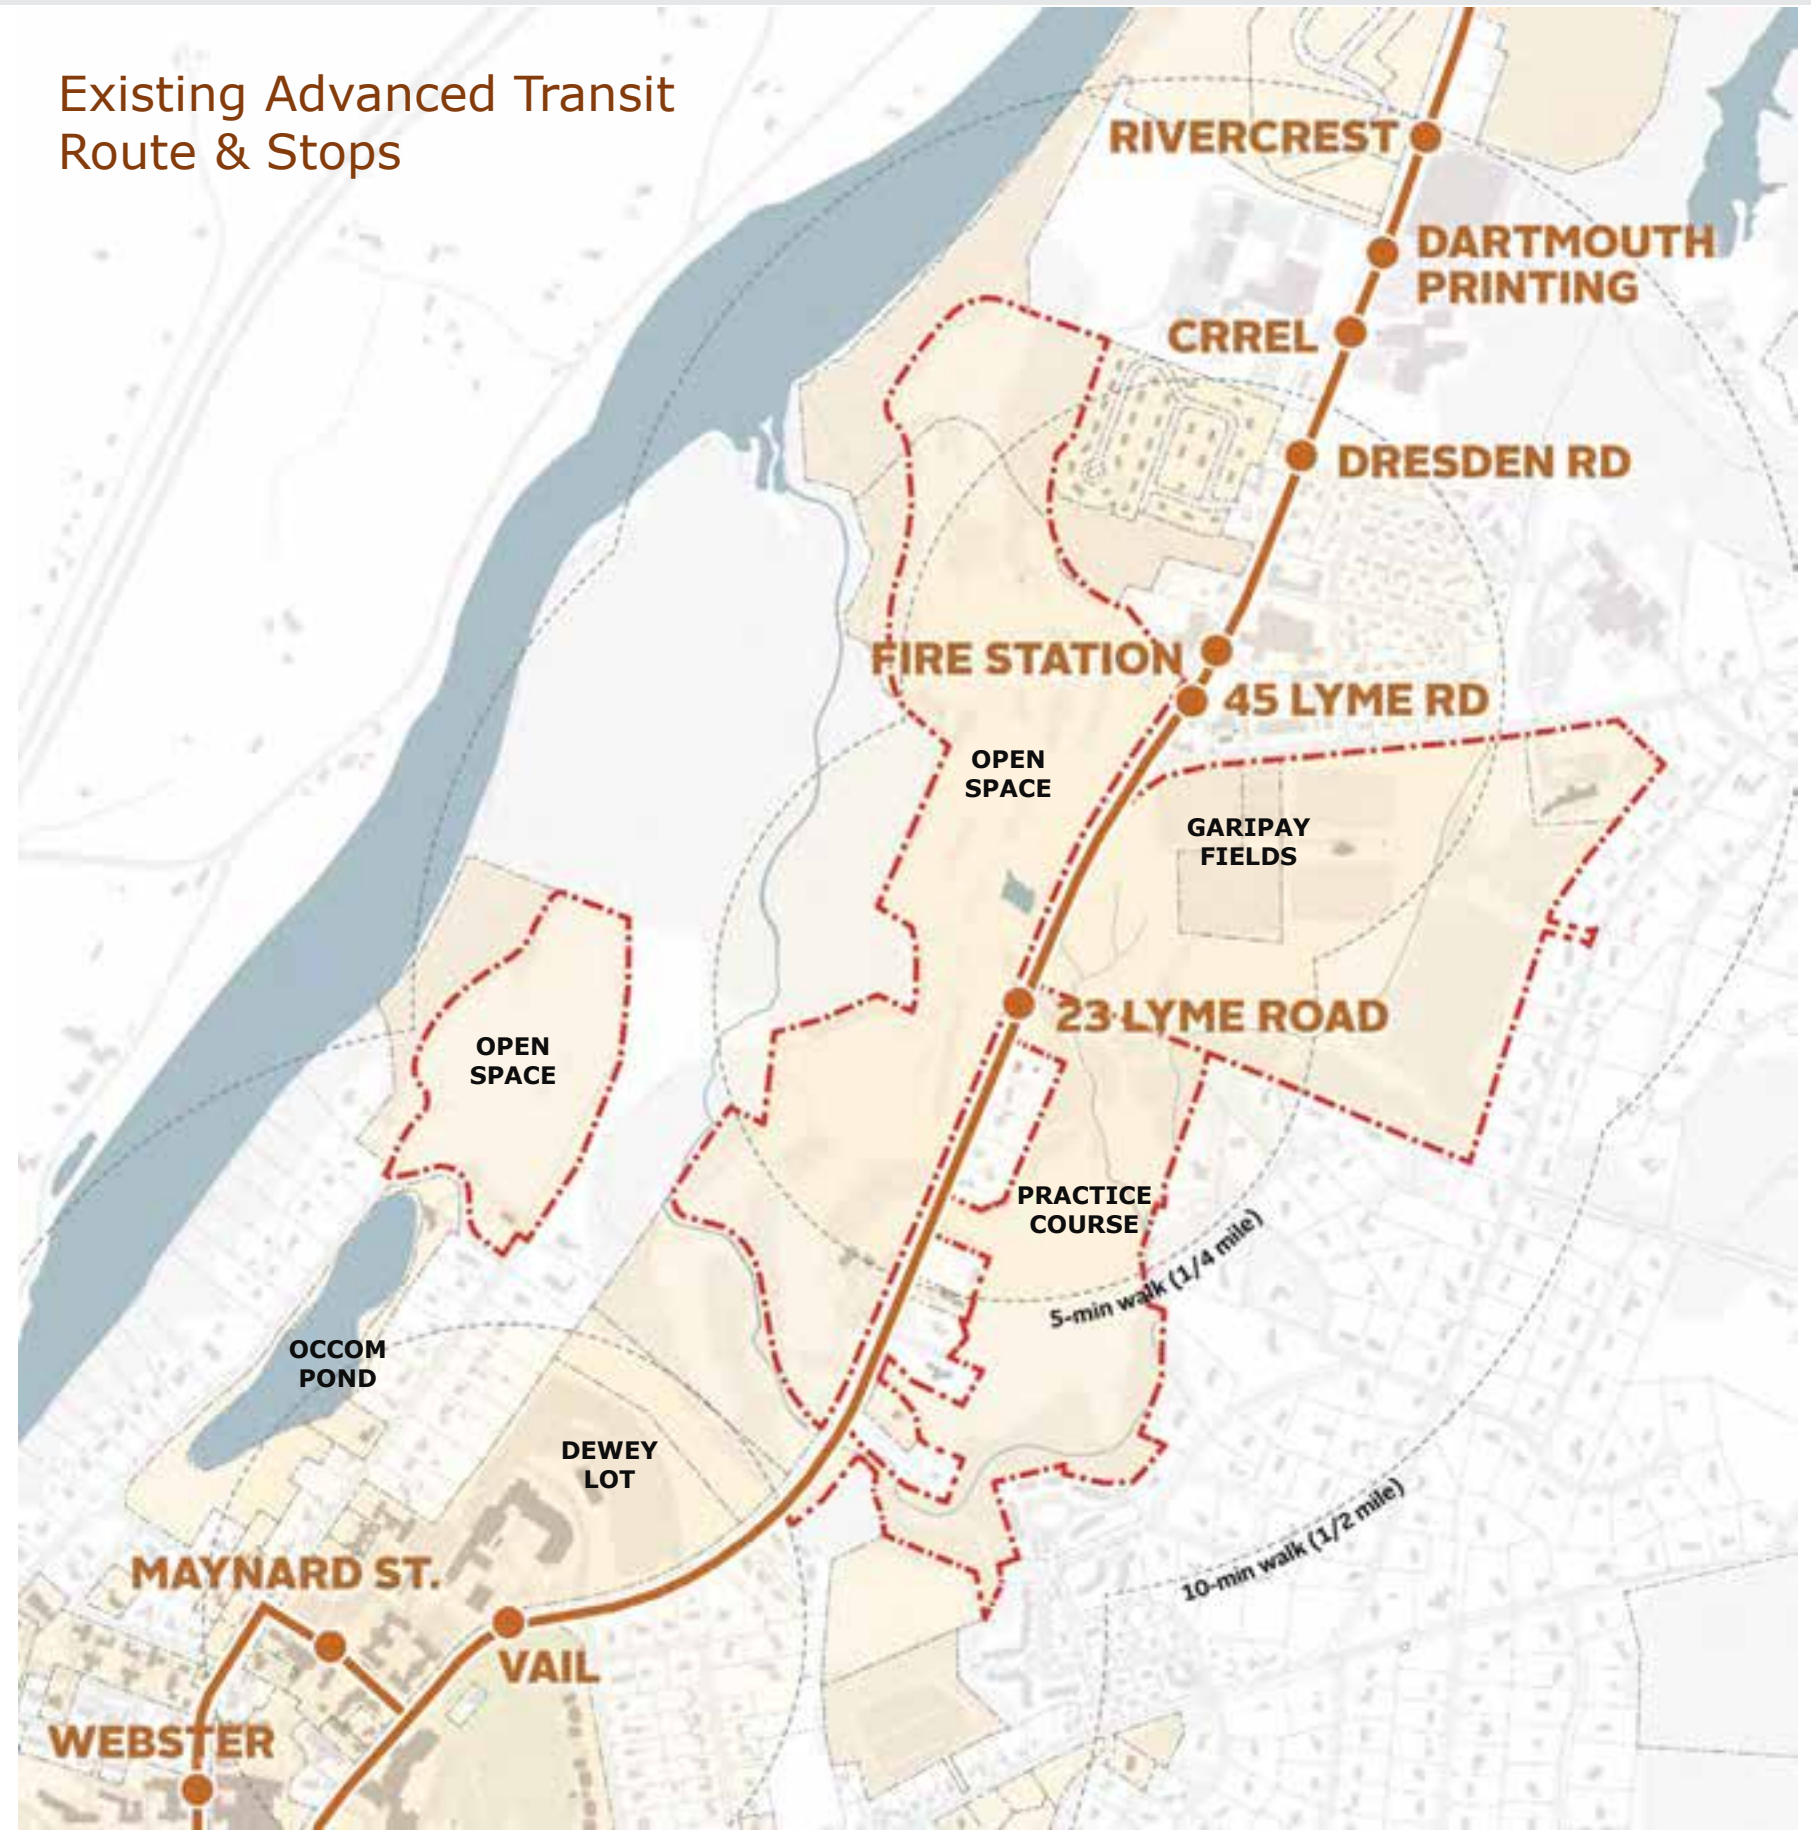 Existing Advanced Transit
Route & Stops
RIVERCREST
DARTMOUTH
PRINTING
CRREL
DRESDEN RD
FIRE STATION
45 LYME RD
OPEN
SPACE
GARIPAY
FIELDS
23 LYME ROAD
OPEN
SPACE
PRACTICE
COURSE
5-min walk (1/4 mile)
OCCOM
POND
DEWEY
LOT
10-min walk (1/2 mile)
MAYNARD ST.
VAIL
WEBSTER